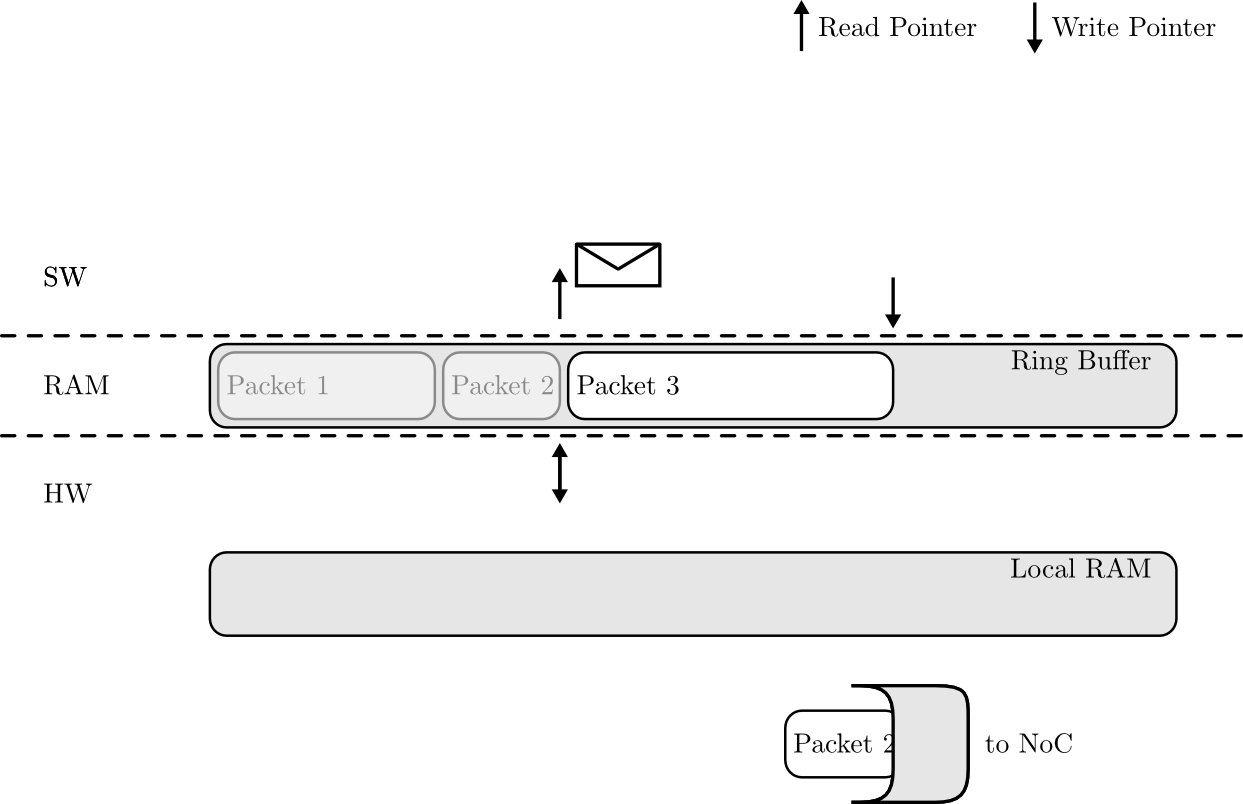 Read Pointer
Write Pointer
SW
Ring Buffer
RAM
Packet 1
Packet 2
Packet 3
HW
Local RAM
Packet 2
to NoC